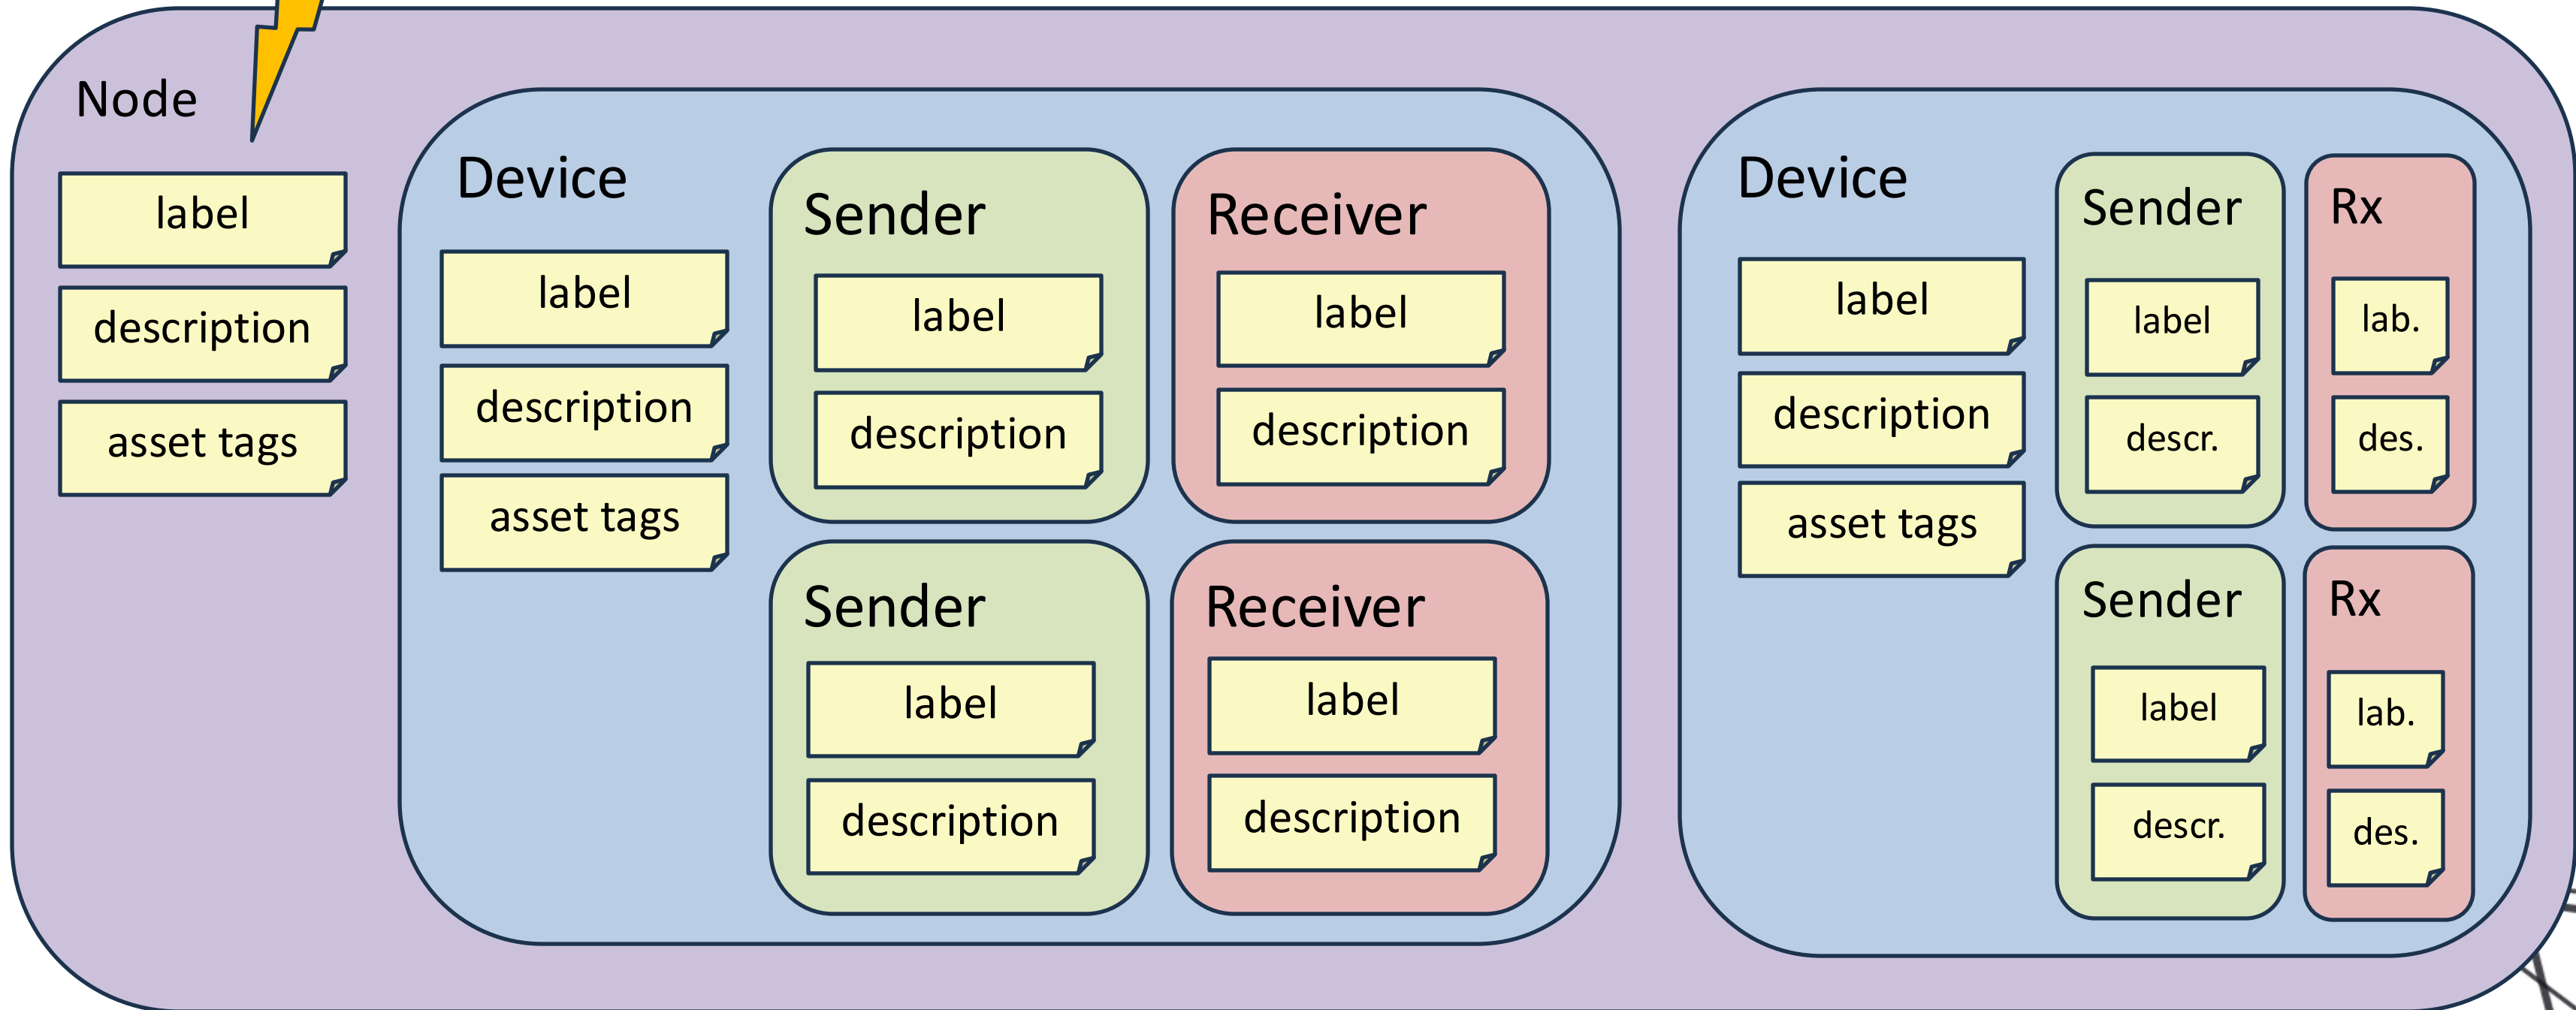 Node
label
description
asset tags
Device
label
description
asset tags
Sender
label
description
Receiver
label
description
Sender
label
description
Receiver
label
description
Device
label
description
asset tags
Sender
label
descr.
Rx
lab.
des.
Sender
label
descr.
Rx
lab.
des.